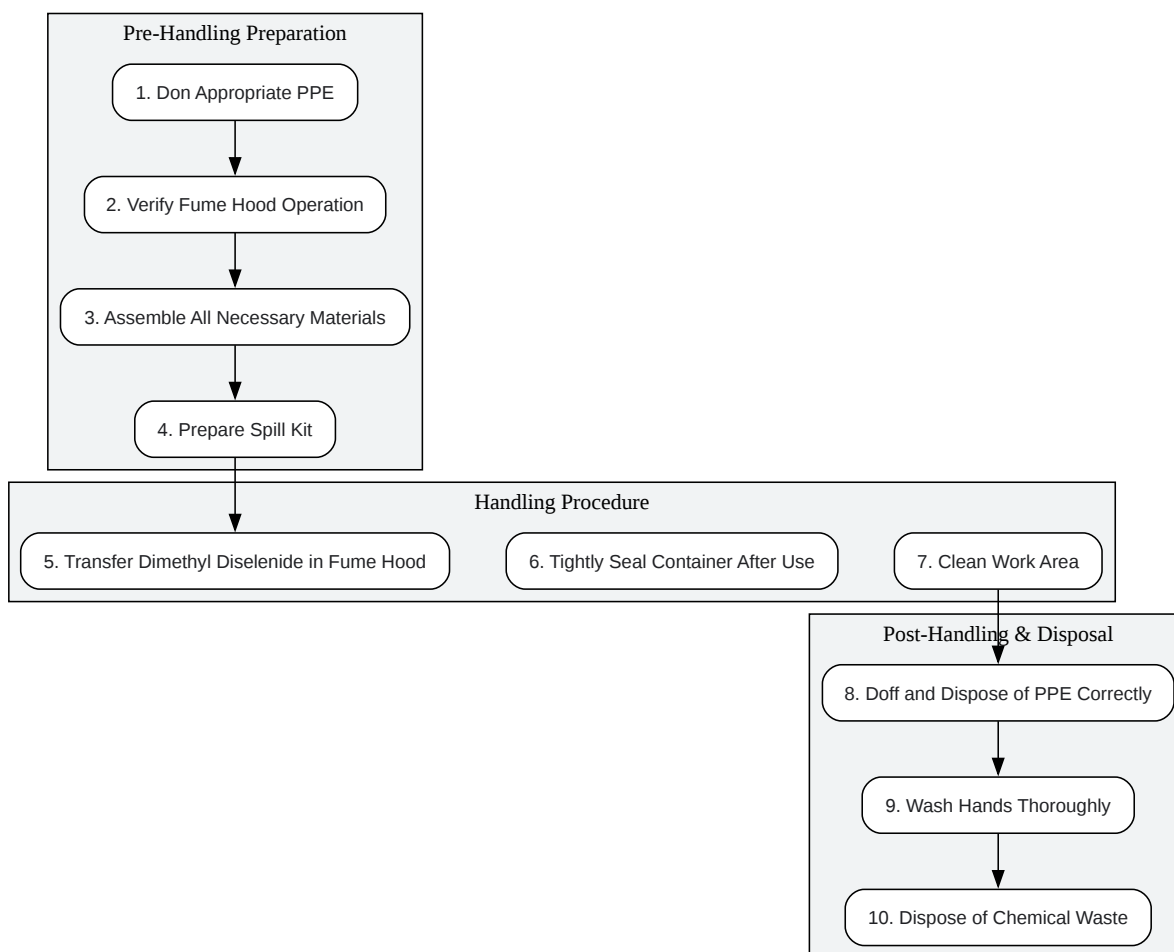 Pre-Handling Preparation
1. Don Appropriate PPE
2. Verify Fume Hood Operation
3. Assemble All Necessary Materials
4. Prepare Spill Kit
Handling Procedure
5. Transfer Dimethyl Diselenide in Fume Hood
6. Tightly Seal Container After Use
7. Clean Work Area
Post-Handling & Disposal
8. Doff and Dispose of PPE Correctly
9. Wash Hands Thoroughly
10. Dispose of Chemical Waste